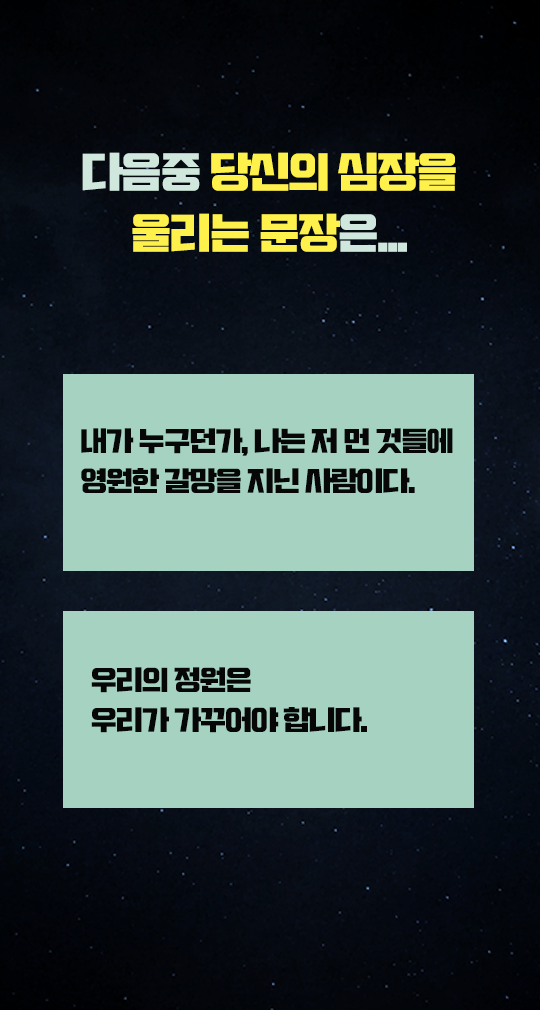 다음중 당신의 심장을
울리는 문장은...
내가 누구던가, 나는 저 먼 것들에
영원한 갈망을 지닌 사람이다.
우리의 정원은
우리가 가꾸어야 합니다.